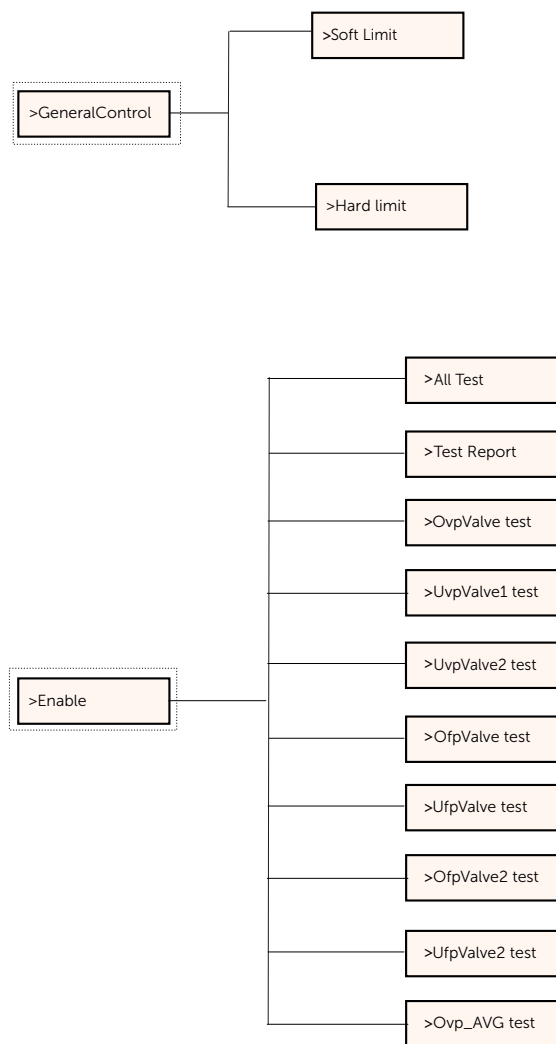 >Soft Limit
>GeneralControl
>Hard limit
>All Test
>Test Report
>OvpValve test
>UvpValve1 test
>UvpValve2 test
>Enable
>OfpValve test
>UfpValve test
>OfpValve2 test
>UfpValve2 test
>Ovp_AVG test